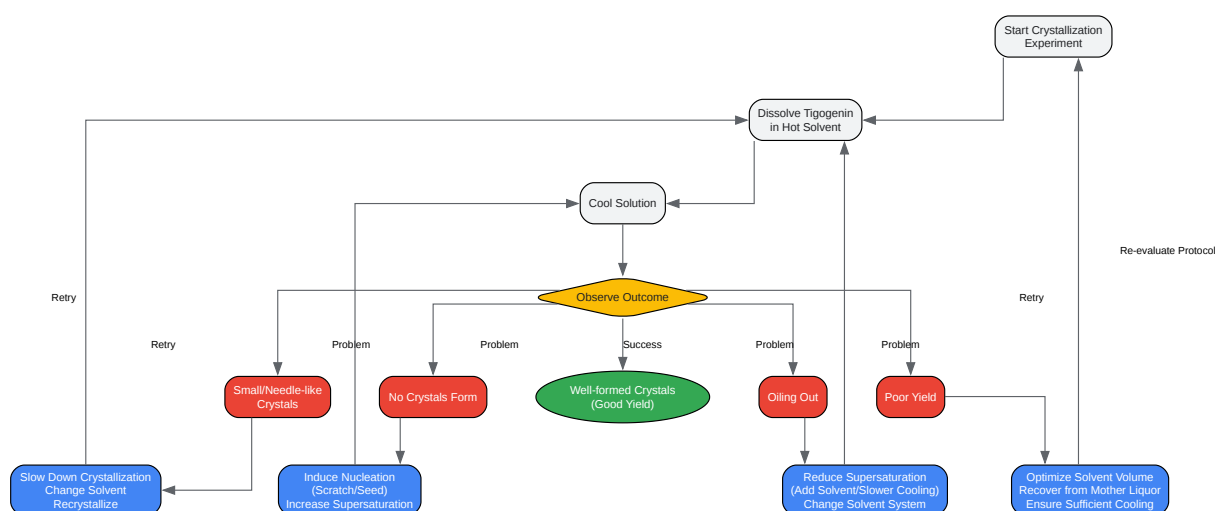 Start Crystallization
Experiment
Dissolve Tigogenin
in Hot Solvent
Cool Solution
Re-evaluate Protocol
Observe Outcome
Retry
Retry
Retry
Problem
Problem
Success
Problem
Problem
Small/Needle-like
Crystals
No Crystals Form
Well-formed Crystals
(Good Yield)
Oiling Out
Poor Yield
Slow Down Crystallization
Change Solvent
Recrystallize
Induce Nucleation
(Scratch/Seed)
Increase Supersaturation
Reduce Supersaturation
(Add Solvent/Slower Cooling)
Change Solvent System
Optimize Solvent Volume
Recover from Mother Liquor
Ensure Sufficient Cooling